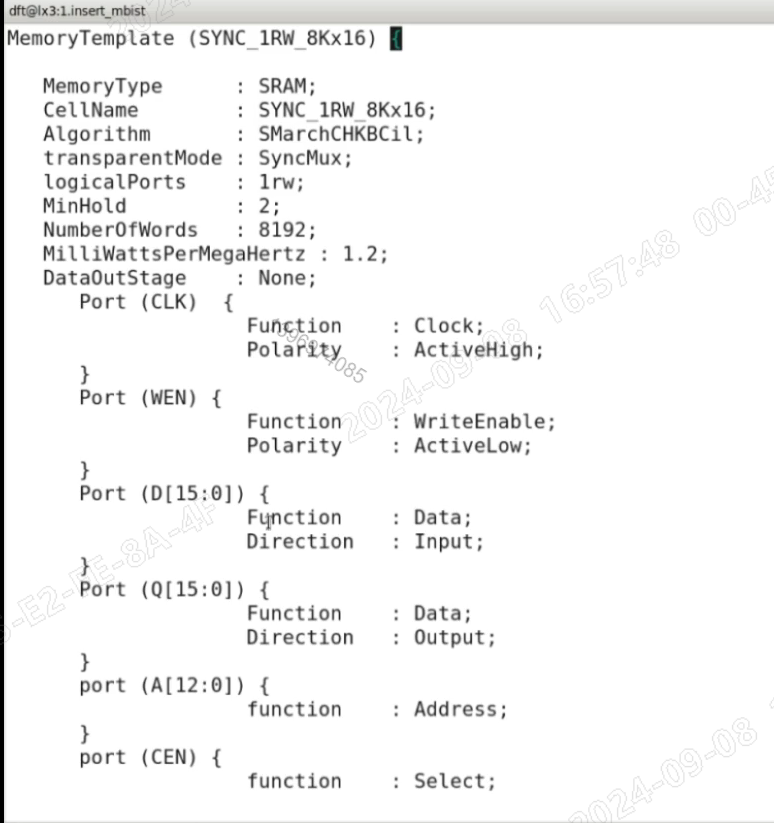 dft@lx3:1.insert_mbist
MemoryTemplate (SYNC_1RW_8Kx16) {
MemoryType : SRAM;
CellName : SYNC_1RW_8Kx16;
Algorithm : SMarchCHKBCil;
transparentMode : SyncMux;
logicalPorts : 1rw;
MinHold : 2;
NumberOfWords : 8192;
MilliWattsPerMegaHertz : 1.2;
DataOutStage : None;
Port (CLK) {
Function : Clock;
Polarity : ActiveHigh;
}
Port (WEN) {
Function : WriteEnable;
Polarity : ActiveLow;
}
Port (D[15:0]) {
Function : Data;
Direction : Input;
}
Port (Q[15:0]) {
Function : Data;
Direction : Output;
}
port (A[12:0]) {
function : Address;
}
port (CEN) {
function : Select;
2024-09-08 16:57:48 00-4
-E2-FE-8A-4F
2024-09-08